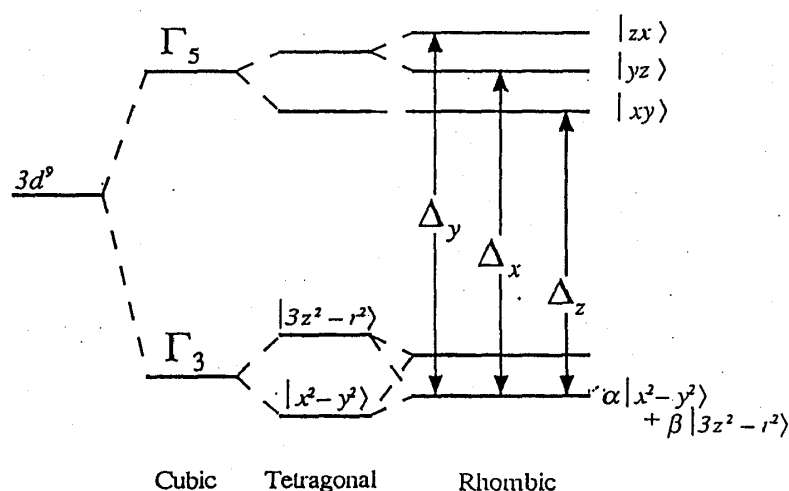 |zx⟩
Γ₅
|yz⟩
|xy⟩
3d⁹
Δy
Δx
Δz
|3z²−r²⟩
Γ₃
|x²−y²⟩
α|x²−y²⟩
+ β|3z²−r²⟩
Cubic Tetragonal Rhombic